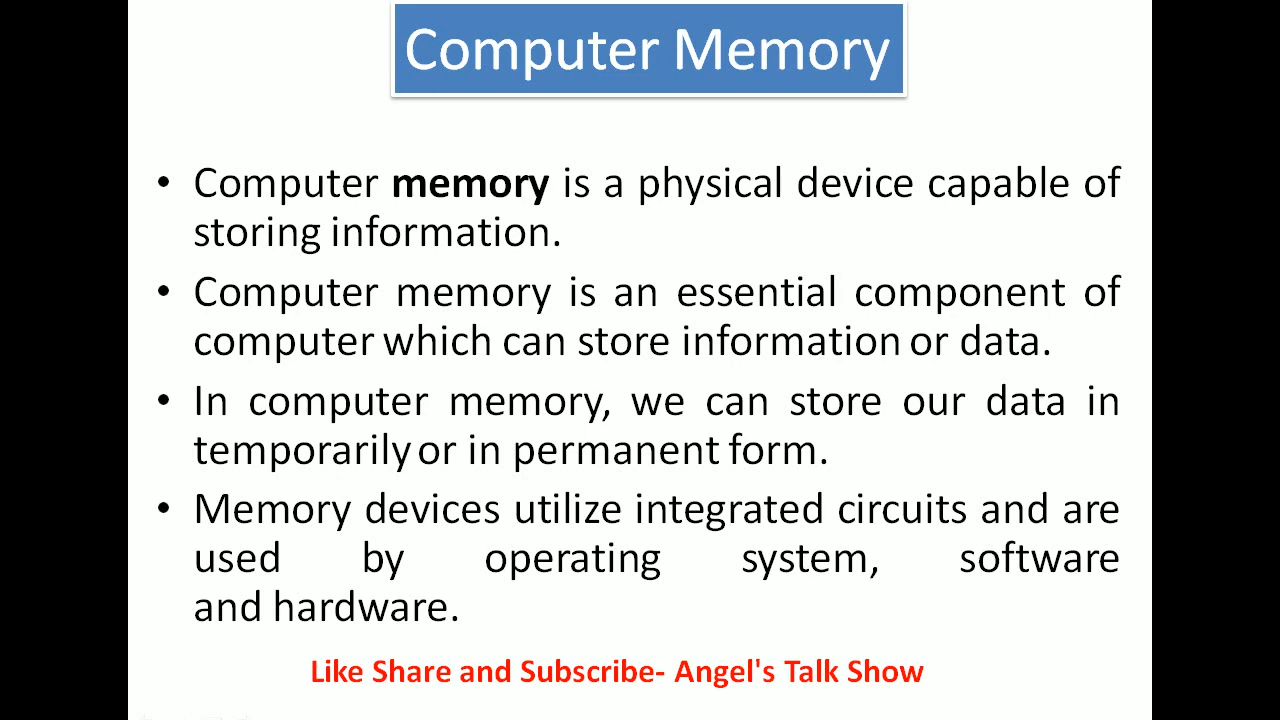 Computer Memory
• Computer memory is a physical device capable of
storing information.
• Computer memory is an essential component of
computer which can store information or data.
• In computer memory, we can store our data in
temporarily or in permanent form.
• Memory devices utilize integrated circuits and are
used by operating system, software
and hardware.
Like Share and Subscribe- Angel's Talk Show